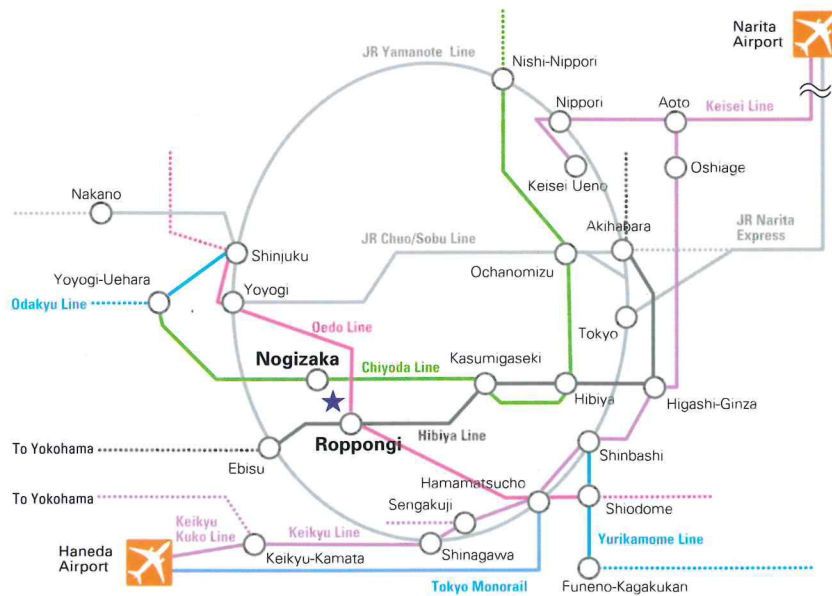 Narita
Airport
JR Yamanote Line
Nishi-Nippori
Nippori
Aoto
Keisei Line
Oshiage
Keisei Ueno
Nakano
Akihabara
JR Narita
Express
JR Chuo/Sobu Line
Shinjuku
Ochanomizu
Yoyogi-Uehara
Yoyogi
Odakyu Line
Oedo Line
Tokyo
Nogizaka
Chiyoda Line
Kasumigaseki
Hibiya
Higashi-Ginza
Roppongi
Hibiya Line
To Yokohama
Ebisu
Shinbashi
Hamamatsucho
To Yokohama
Sengakuji
Shiodome
Keikyu
Kuko Line
Keikyu Line
Yurikamome Line
Haneda
Airport
Keikyu-Kamata
Shinagawa
Tokyo Monorail
Funeno-Kagakukan